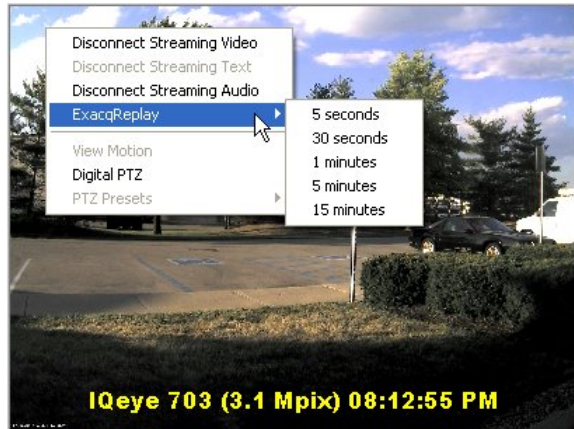 Disconnect Streaming Video
Disconnect Streaming Text
Disconnect Streaming Audio
ExacqReplay
5 seconds
30 seconds
1 minutes
5 minutes
15 minutes
View Motion
Digital PTZ
PTZ Presets
IQeye 703 (3.1 Mpix) 08:12:55 PM